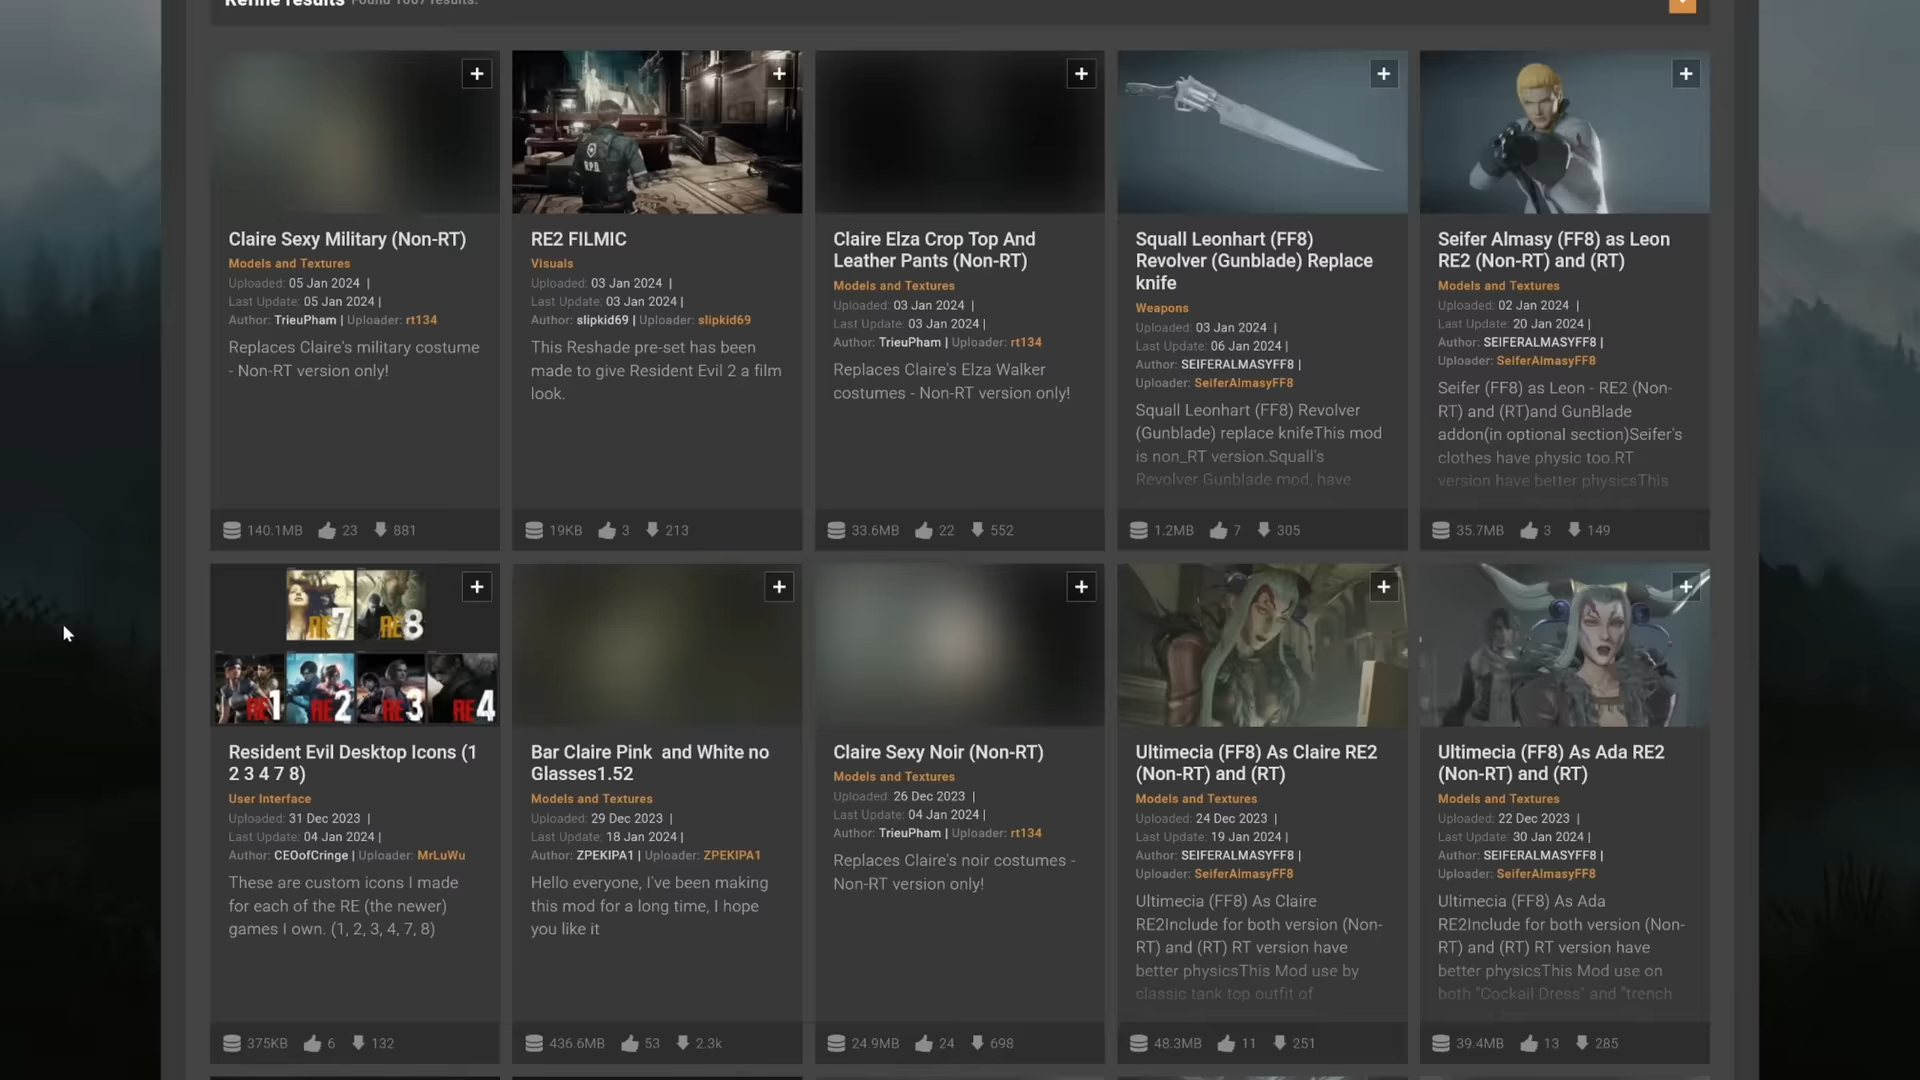 Refine results Found 1667 results.
Claire Sexy Military (Non-RT)
Models and Textures
Uploaded: 05 Jan 2024 |
Last Update: 05 Jan 2024 |
Author: TrieuPham | Uploader: rt134
Replaces Claire's military costume
- Non-RT version only!
140.1MB 23 881
RE2 FILMIC
Visuals
Uploaded: 03 Jan 2024 |
Last Update: 03 Jan 2024 |
Author: slipkid69 | Uploader: slipkid69
This Reshade pre-set has been
made to give Resident Evil 2 a film
look.
19KB 3 213
Claire Elza Crop Top And
Leather Pants (Non-RT)
Models and Textures
Uploaded: 03 Jan 2024 |
Last Update: 03 Jan 2024 |
Author: TrieuPham | Uploader: rt134
Replaces Claire's Elza Walker
costumes - Non-RT version only!
33.6MB 22 552
Squall Leonhart (FF8)
Revolver (Gunblade) Replace
knife
Weapons
Uploaded: 03 Jan 2024 |
Last Update: 06 Jan 2024 |
Author: SEIFERALMASYFF8 |
Uploader: SeiferAlmasyFF8
Squall Leonhart (FF8) Revolver
(Gunblade) replace knifeThis mod
is non_RT version.Squall's
Revolver Gunblade mod, have
1.2MB 7 305
Seifer Almasy (FF8) as Leon
RE2 (Non-RT) and (RT)
Models and Textures
Uploaded: 02 Jan 2024 |
Last Update: 20 Jan 2024 |
Author: SEIFERALMASYFF8 |
Uploader: SeiferAlmasyFF8
Seifer (FF8) as Leon - RE2 (Non-
RT) and (RT)and GunBlade
addon(in optional section)Seifer's
clothes have physic too.RT
version have better physicsThis
35.7MB 3 149
RE7 RE8
RE1 RE2 RE3 RE4
Resident Evil Desktop Icons (1
2 3 4 7 8)
User Interface
Uploaded: 31 Dec 2023 |
Last Update: 04 Jan 2024 |
Author: CEOofCringe | Uploader: MrLuWu
These are custom icons I made
for each of the RE (the newer)
games I own. (1, 2, 3, 4, 7, 8)
375KB 6 132
Bar Claire Pink and White no
Glasses1.52
Models and Textures
Uploaded: 29 Dec 2023 |
Last Update: 18 Jan 2024 |
Author: ZPEKIPA1 | Uploader: ZPEKIPA1
Hello everyone, I've been making
this mod for a long time, I hope
you like it
436.6MB 53 2.3k
Claire Sexy Noir (Non-RT)
Models and Textures
Uploaded: 26 Dec 2023 |
Last Update: 04 Jan 2024 |
Author: TrieuPham | Uploader: rt134
Replaces Claire's noir costumes -
Non-RT version only!
24.9MB 24 698
Ultimecia (FF8) As Claire RE2
(Non-RT) and (RT)
Models and Textures
Uploaded: 24 Dec 2023 |
Last Update: 19 Jan 2024 |
Author: SEIFERALMASYFF8 |
Uploader: SeiferAlmasyFF8
Ultimecia (FF8) As Claire
RE2Include for both version (Non-
RT) and (RT) RT version have
better physicsThis Mod use by
classic tank top outfit of
48.3MB 11 251
Ultimecia (FF8) As Ada RE2
(Non-RT) and (RT)
Models and Textures
Uploaded: 22 Dec 2023 |
Last Update: 30 Jan 2024 |
Author: SEIFERALMASYFF8 |
Uploader: SeiferAlmasyFF8
Ultimecia (FF8) As Ada
RE2Include for both version (Non-
RT) and (RT) RT version have
better physicsThis Mod use on
both "Cockail Dress" and "trench
39.4MB 13 285